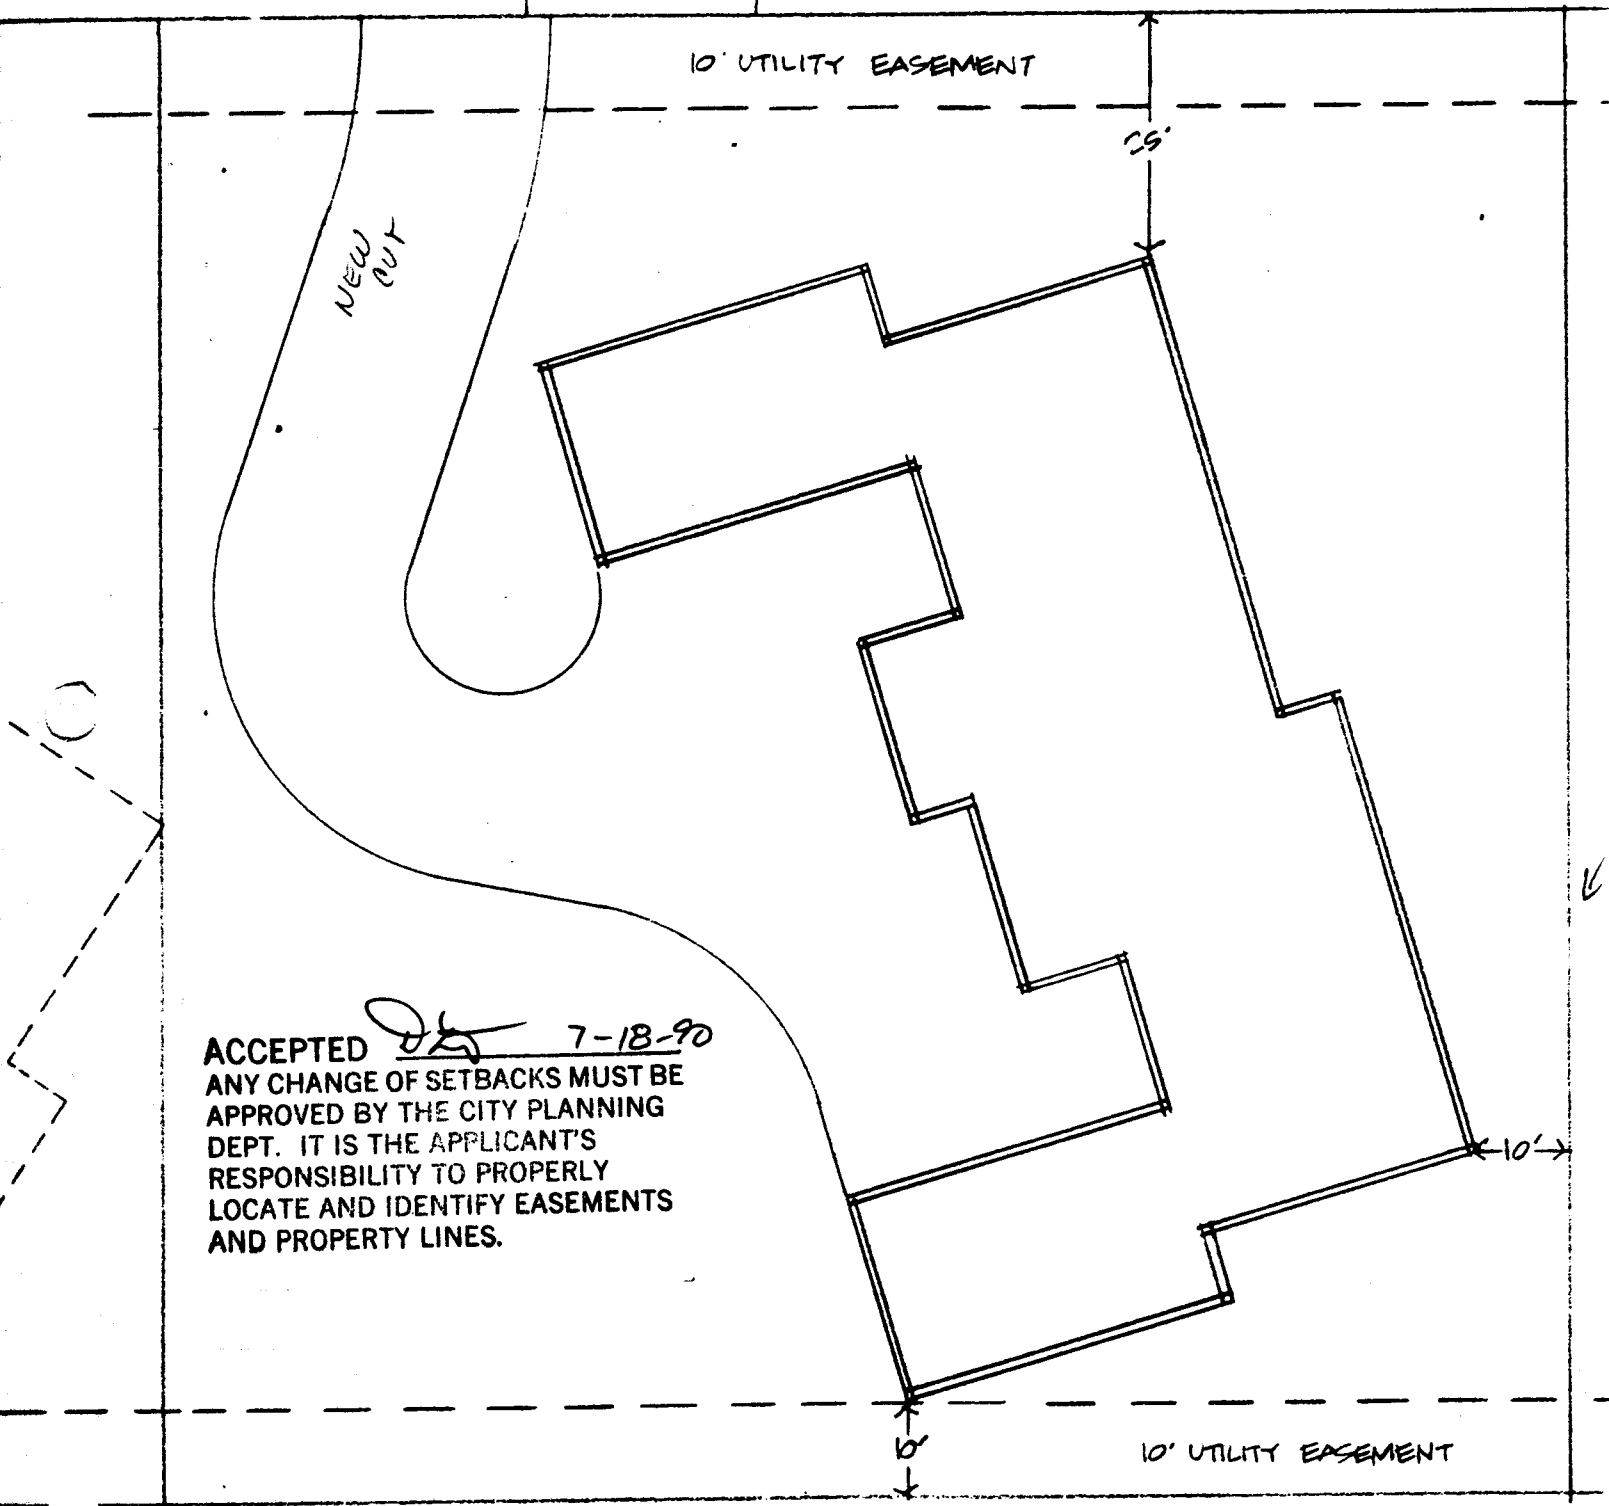 10' UTILITY EASEMENT
25'
NEW
CUT
ACCEPTED 7-18-90
ANY CHANGE OF SETBACKS MUST BE
APPROVED BY THE CITY PLANNING
DEPT. IT IS THE APPLICANT'S
RESPONSIBILITY TO PROPERLY
LOCATE AND IDENTIFY EASEMENTS
AND PROPERTY LINES.
10'
10'
10' UTILITY EASEMENT